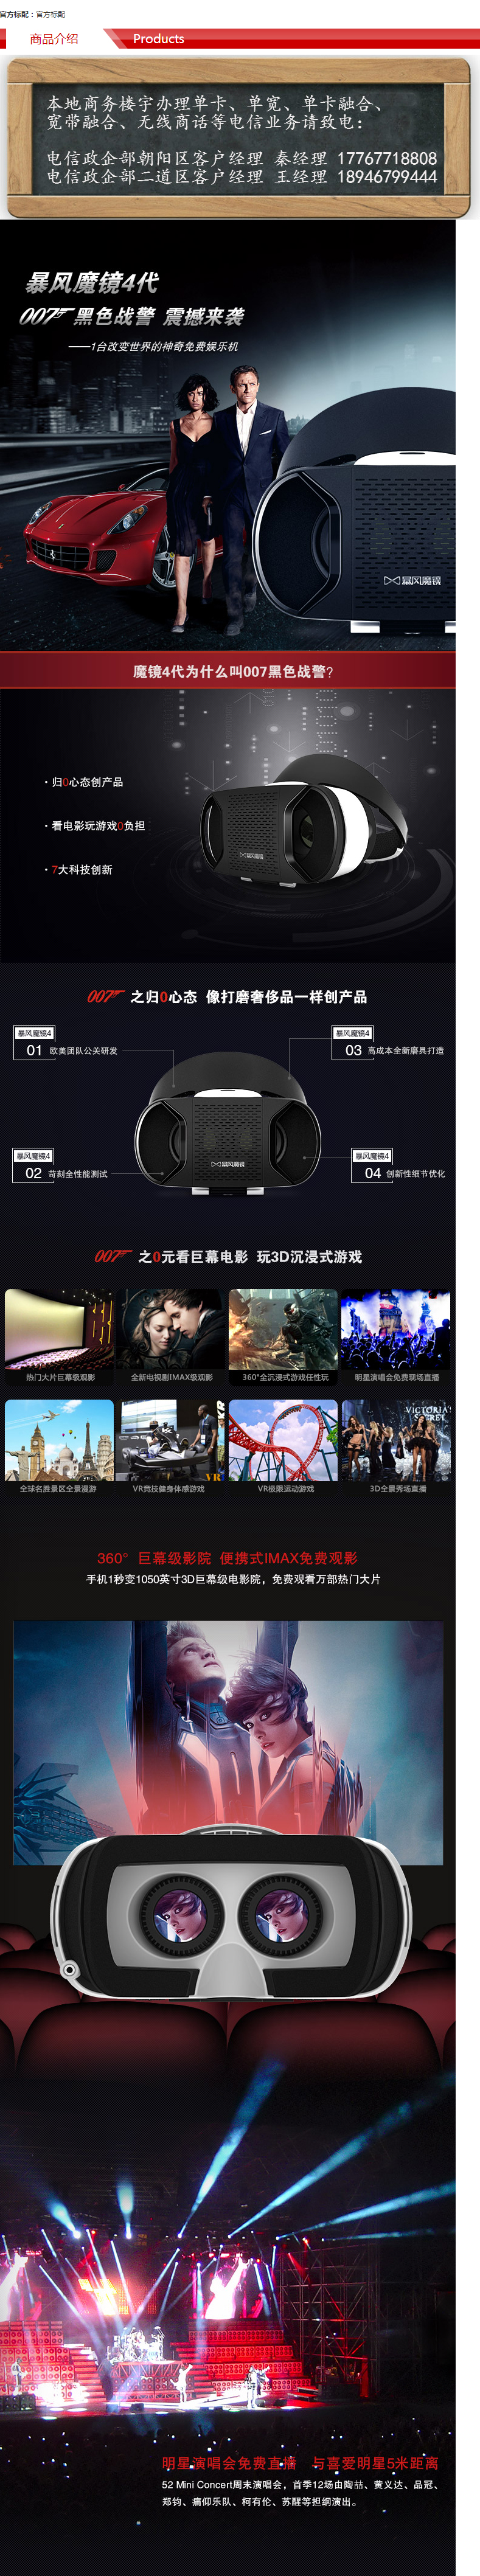 官方标配：官方标配
商品介绍 Products
本地商务楼宇办理单卡、单宽、单卡融合、
宽带融合、无线商话等电信业务请致电：
电信政企部朝阳区客户经理 秦经理 17767718808
电信政企部二道区客户经理 王经理 18946799444
暴风魔镜4代
007 黑色战警 震撼来袭
——1台改变世界的神奇免费娱乐机
暴风魔镜
魔镜4代为什么叫007黑色战警?
·归0心态创产品
·看电影玩游戏0负担
·7大科技创新
暴风魔镜
007 之归0心态 像打磨奢侈品一样创产品
暴风魔镜4
01 欧美团队公关研发
暴风魔镜4
03 高成本全新磨具打造
暴风魔镜
暴风魔镜4
02 苛刻全性能测试
暴风魔镜4
04 创新性细节优化
007 之0元看巨幕电影 玩3D沉浸式游戏
热门大片巨幕级观影
全新电视剧IMAX级观影
360°全沉浸式游戏任性玩
明星演唱会免费现场直播
VICTORIA'S SECRET
VR
全球名胜景区全景漫游
VR竞技健身体感游戏
VR极限运动游戏
3D全景秀场直播
360° 巨幕级影院 便携式IMAX免费观影
手机1秒变1050英寸3D巨幕级电影院，免费观看万部热门大片
明星演唱会免费直播 与喜爱明星5米距离
52 Mini Concert周末演唱会，首季12场由陶喆、黄义达、品冠、
郑钧、痛仰乐队、柯有伦、苏醒等担纲演出。